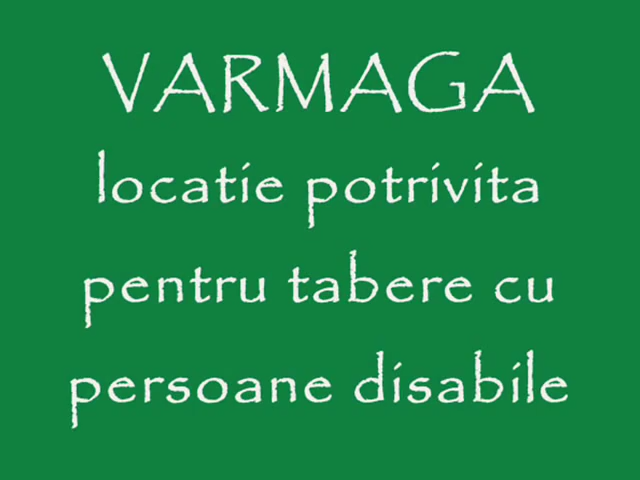 VARMAGA
locatie potrivita
pentru tabere cu
persoane disabile